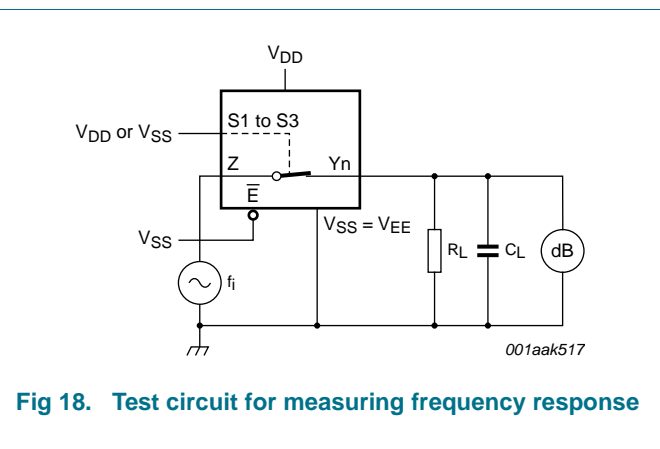 VDD
S1 to S3
VDD or VSS
Z
Yn
E̅
VSS = VEE
VSS
RL
CL
dB
fi
001aak517
Fig 18. Test circuit for measuring frequency response